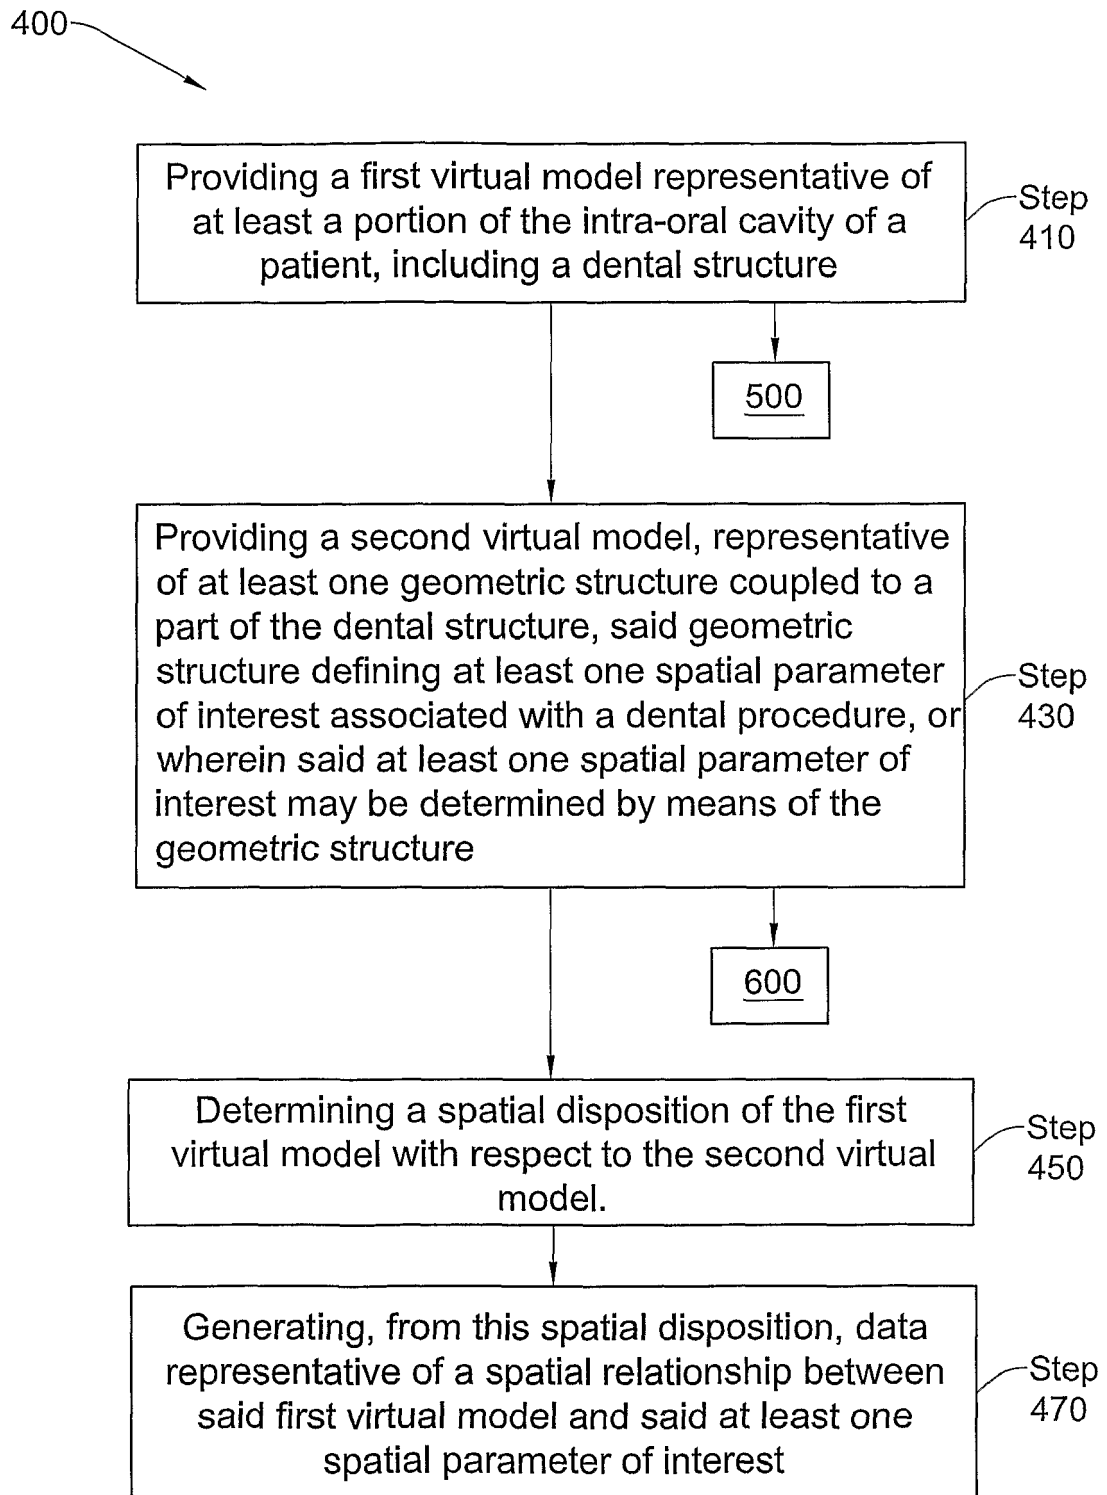 400
Providing a first virtual model representative of
at least a portion of the intra-oral cavity of a
patient, including a dental structure
Step
410
500
Providing a second virtual model, representative
of at least one geometric structure coupled to a
part of the dental structure, said geometric
structure defining at least one spatial parameter
of interest associated with a dental procedure, or
wherein said at least one spatial parameter of
interest may be determined by means of the
geometric structure
Step
430
600
Determining a spatial disposition of the first
virtual model with respect to the second virtual
model.
Step
450
Generating, from this spatial disposition, data
representative of a spatial relationship between
said first virtual model and said at least one
spatial parameter of interest
Step
470